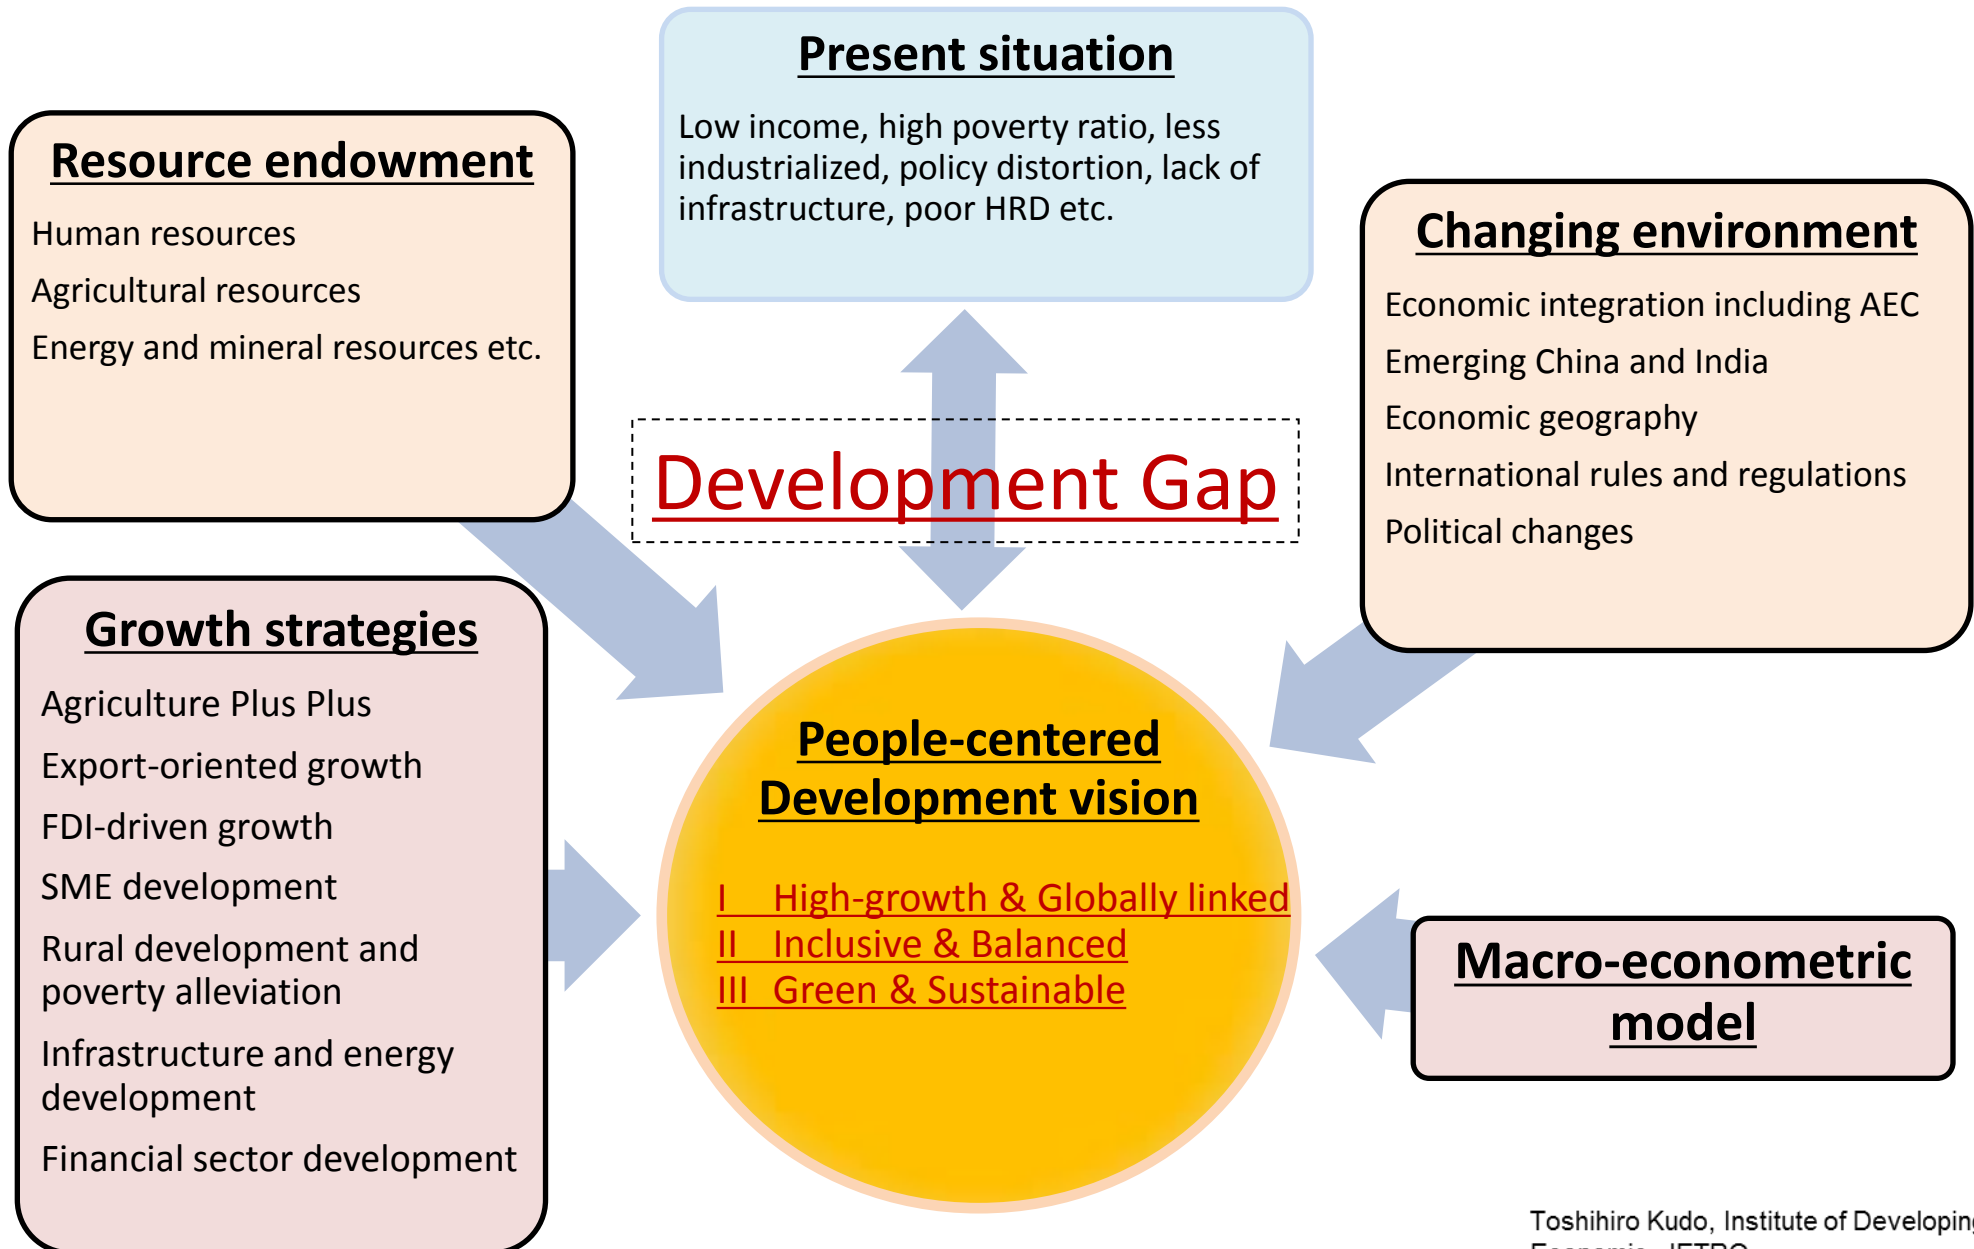 Present situation
Low income, high poverty ratio, less
industrialized, policy distortion, lack of
infrastructure, poor HRD etc.
Resource endowment
Human resources
Agricultural resources
Energy and mineral resources etc.
Changing environment
Economic integration including AEC
Emerging China and India
Economic geography
International rules and regulations
Political changes
Development Gap
Growth strategies
Agriculture Plus Plus
Export-oriented growth
FDI-driven growth
SME development
Rural development and
poverty alleviation
Infrastructure and energy
development
Financial sector development
People-centered
Development vision
I High-growth & Globally linked
II Inclusive & Balanced
III Green & Sustainable
Macro-econometric
model
Toshihiro Kudo, Institute of Developing